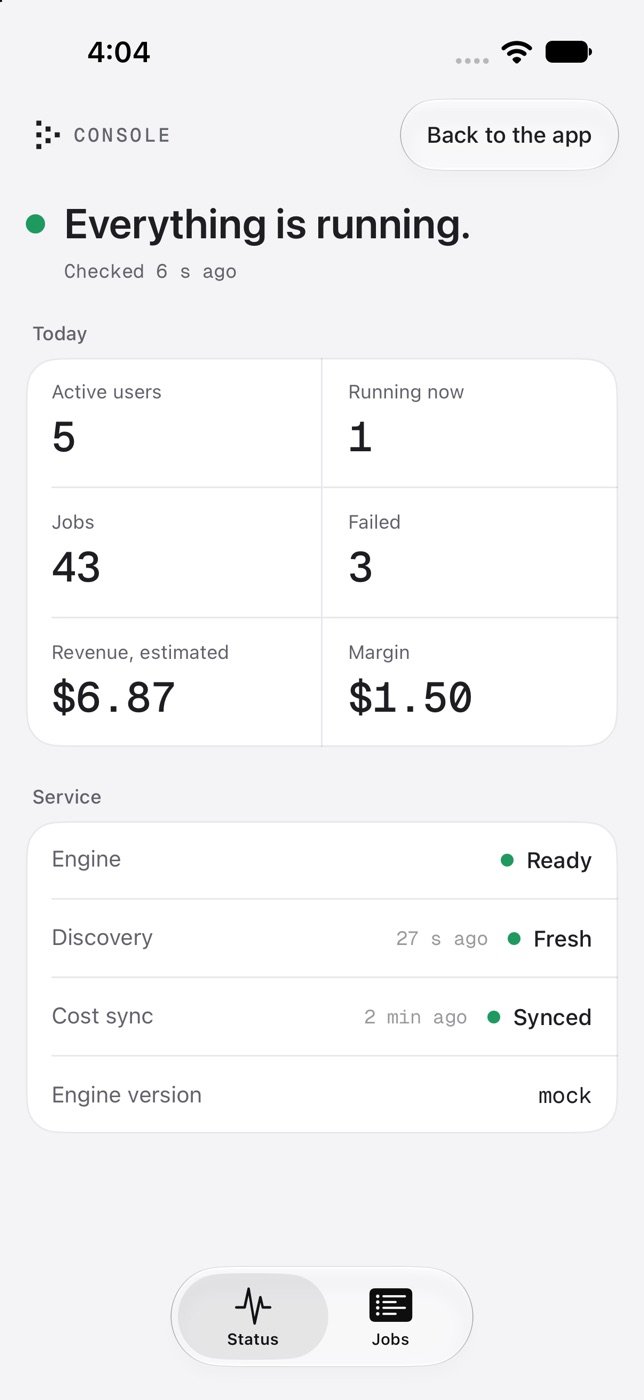 4:04
CONSOLE
Back to the app
Everything is running.
Checked 6 s ago
Today
Active users
5
Running now
1
Jobs
43
Failed
3
Revenue, estimated
$6.87
Margin
$1.50
Service
Engine
Ready
Discovery
27 s ago
Fresh
Cost sync
2 min ago
Synced
Engine version
mock
Status
Jobs